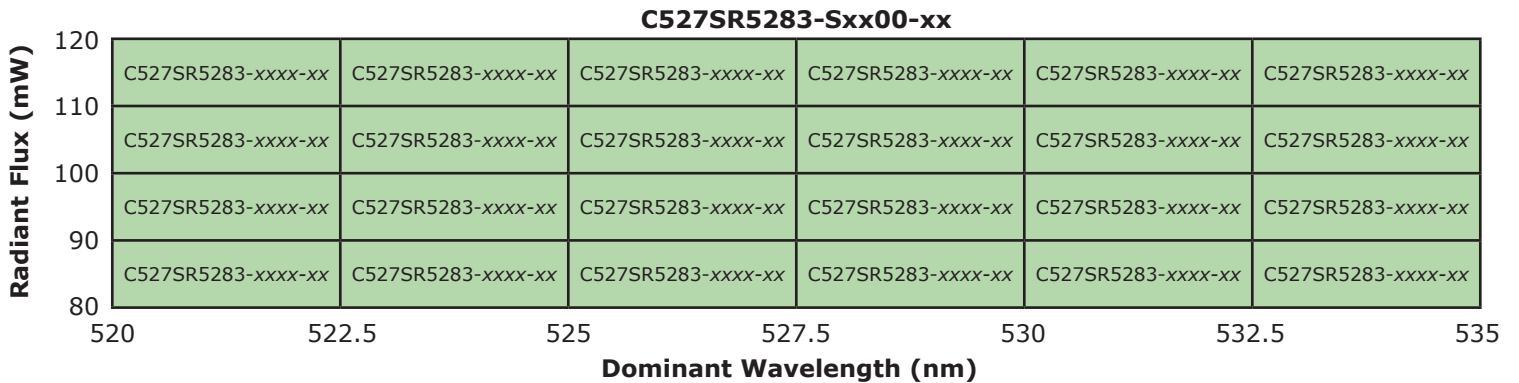 C527SR5283-Sxx00-xx
120
C527SR5283-xxxx-xx C527SR5283-xxxx-xx C527SR5283-xxxx-xx C527SR5283-xxxx-xx C527SR5283-xxxx-xx C527SR5283-xxxx-xx
110
C527SR5283-xxxx-xx C527SR5283-xxxx-xx C527SR5283-xxxx-xx C527SR5283-xxxx-xx C527SR5283-xxxx-xx C527SR5283-xxxx-xx
100
C527SR5283-xxxx-xx C527SR5283-xxxx-xx C527SR5283-xxxx-xx C527SR5283-xxxx-xx C527SR5283-xxxx-xx C527SR5283-xxxx-xx
90
C527SR5283-xxxx-xx C527SR5283-xxxx-xx C527SR5283-xxxx-xx C527SR5283-xxxx-xx C527SR5283-xxxx-xx C527SR5283-xxxx-xx
80
Radiant Flux (mW)
520 522.5 525 527.5 530 532.5 535
Dominant Wavelength (nm)